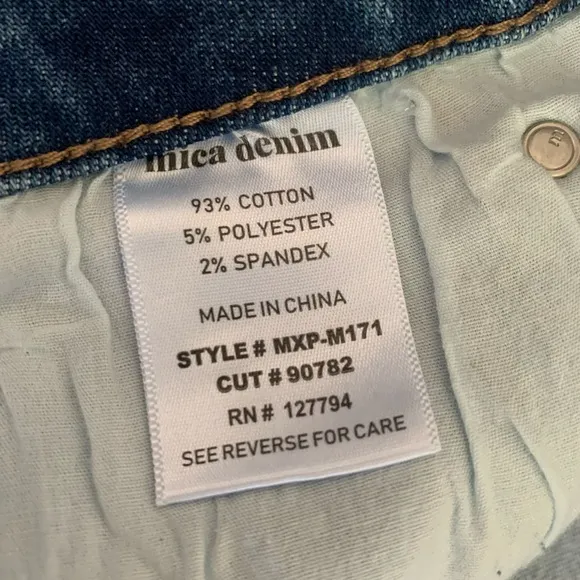 mica denim
93% COTTON
5% POLYESTER
2% SPANDEX
MADE IN CHINA
STYLE # MXP-M171
CUT # 90782
RN # 127794
SEE REVERSE FOR CARE